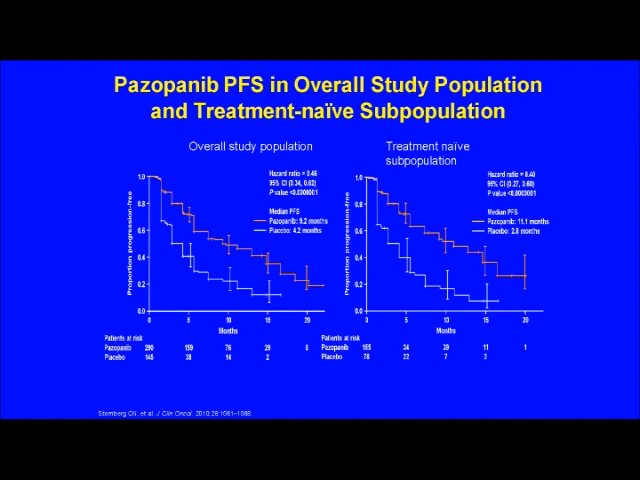 Pazopanib PFS in Overall Study Population
and Treatment-naïve Subpopulation
Overall study population
Hazard ratio = 0.46
95% CI (0.34, 0.62)
P value <0.0000001
Median PFS
Pazopanib: 9.2 months
Placebo: 4.2 months
Proportion progression-free
1.0
0.8
0.6
0.4
0.2
0.0
0 5 10 15 20
Months
Patients at risk
Pazopanib 290 159 76 29 6
Placebo 145 38 14 2
Treatment naïve
subpopulation
Hazard ratio = 0.40
95% CI (0.27, 0.60)
P value <0.0000001
Median PFS
Pazopanib: 11.1 months
Placebo: 2.8 months
Proportion progression-free
1.0
0.8
0.6
0.4
0.2
0.0
0 5 10 15 20
Months
Patients at risk
Pazopanib 155 34 39 11 1
Placebo 78 22 7
Sternberg CN, et al. J Clin Oncol. 2010;28:1061–1068.